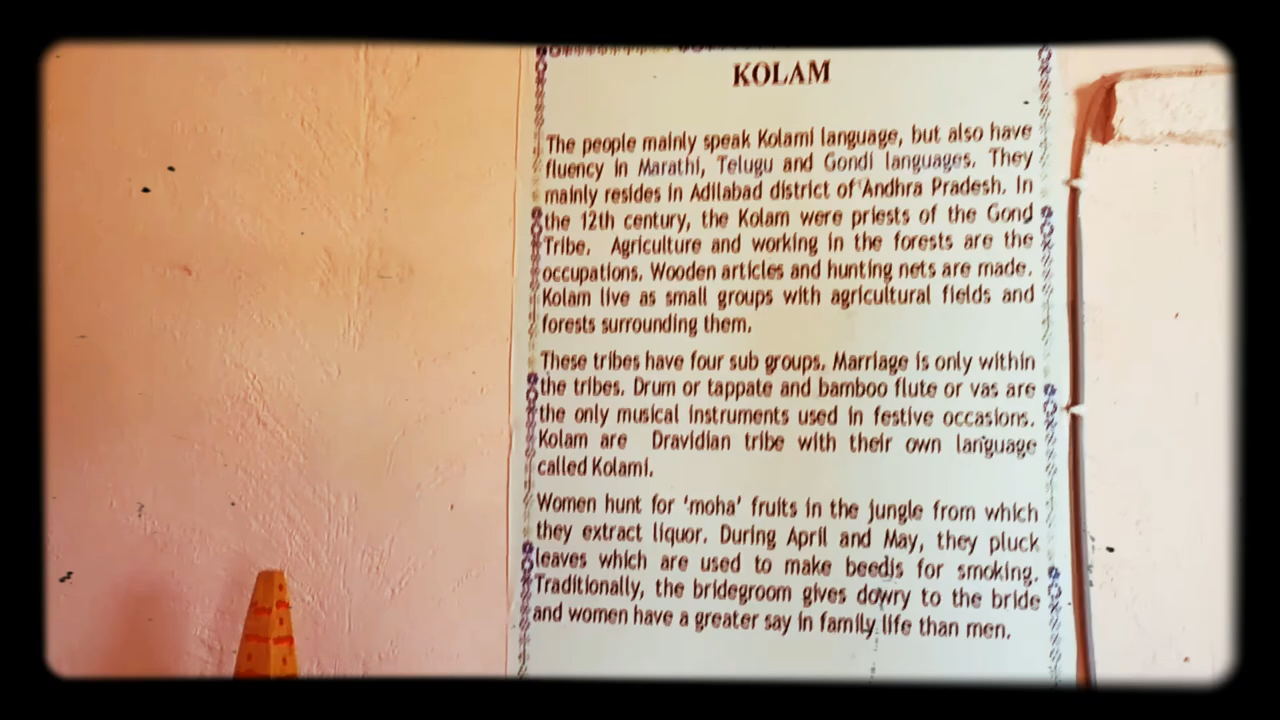 KOLAM
The people mainly speak Kolami language, but also have
fluency in Marathi, Telugu and Gondi languages. They
mainly resides in Adilabad district of Andhra Pradesh. In
the 12th century, the Kolam were priests of the Gond
Tribe. Agriculture and working in the forests are the
occupations. Wooden articles and hunting nets are made.
Kolam live as small groups with agricultural fields and
forests surrounding them.
These tribes have four sub groups. Marriage is only within
the tribes. Drum or tappate and bamboo flute or vas are
the only musical instruments used in festive occasions.
Kolam are Dravidian tribe with their own language
called Kolami.
Women hunt for 'moha' fruits in the jungle from which
they extract liquor. During April and May, they pluck
leaves which are used to make beedis for smoking.
Traditionally, the bridegroom gives dowry to the bride
and women have a greater say in family life than men.